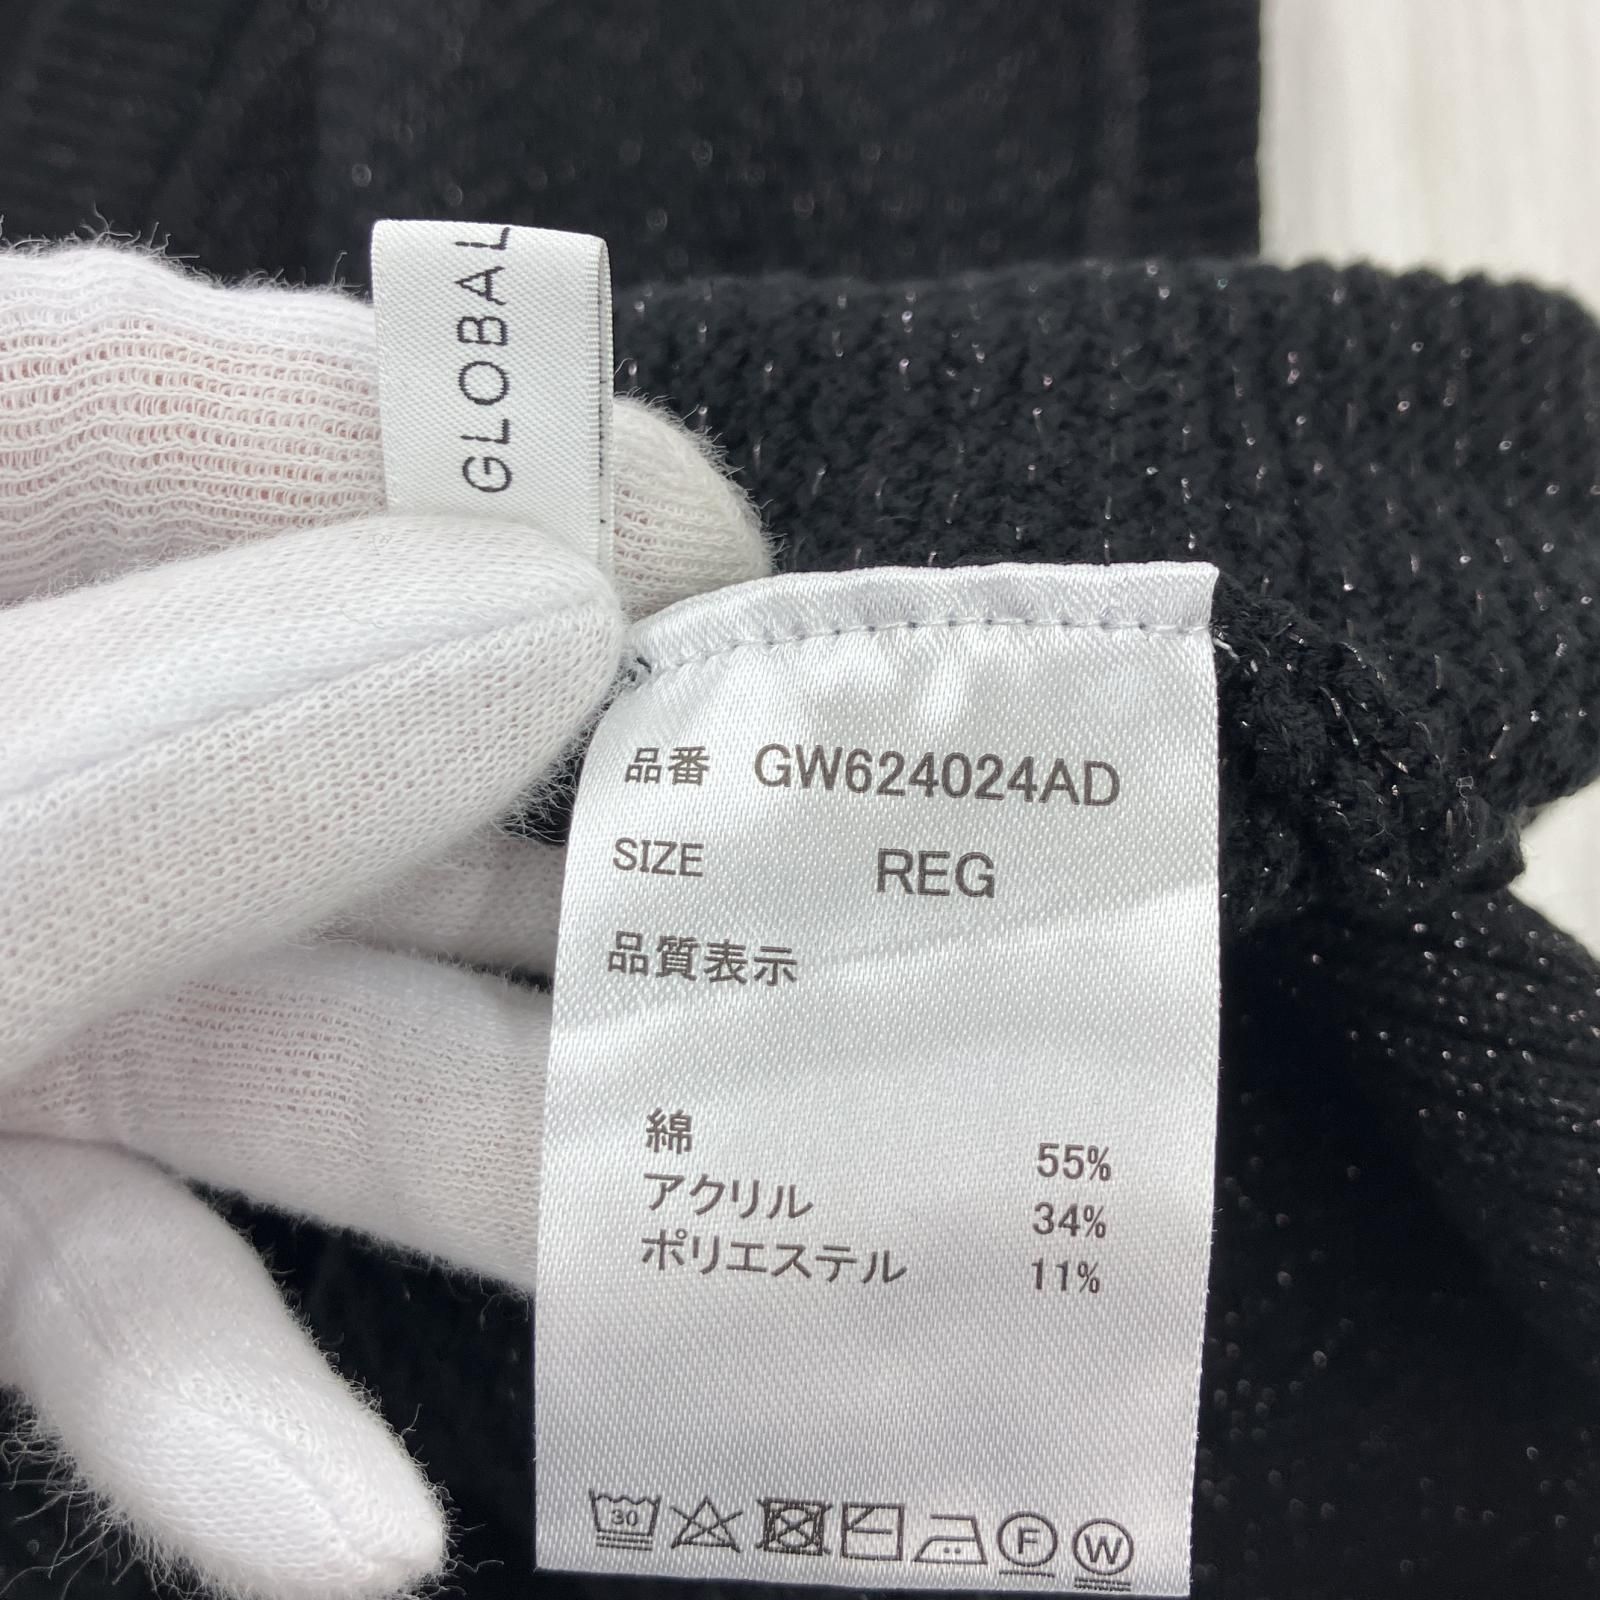 GLOBAL
品番 GW624024AD
SIZE REG
品質表示
綿 55%
アクリル 34%
ポリエステル 11%
30 F W